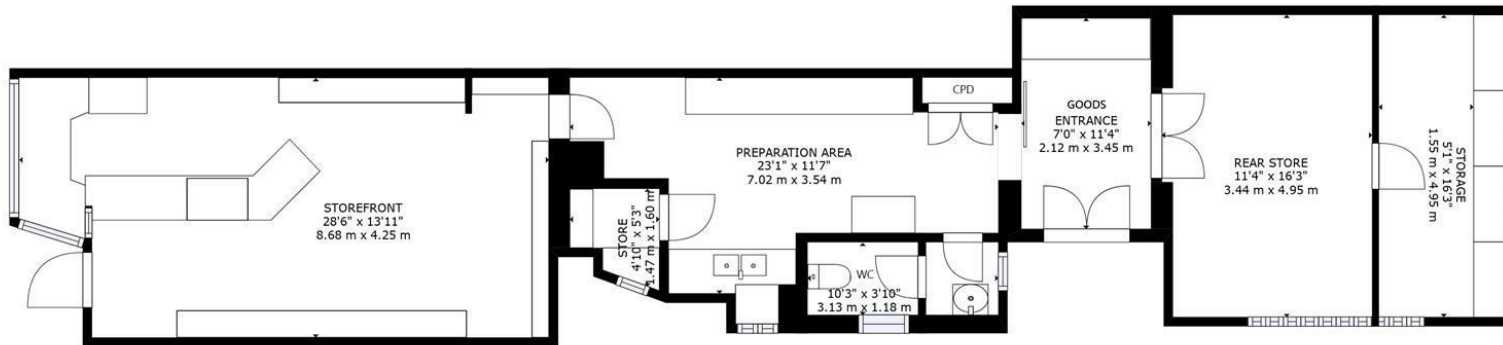 STOREFRONT
28'6" x 13'11"
8.68 m x 4.25 m
STORE
4'10" x 5'3"
1.47 m x 1.60 m
PREPARATION AREA
23'1" x 11'7"
7.02 m x 3.54 m
CPD
WC
10'3" x 3'10"
3.13 m x 1.18 m
GOODS
ENTRANCE
7'0" x 11'4"
2.12 m x 3.45 m
REAR STORE
11'4" x 16'3"
3.44 m x 4.95 m
STORAGE
5'1" x 16'3"
1.55 m x 4.95 m